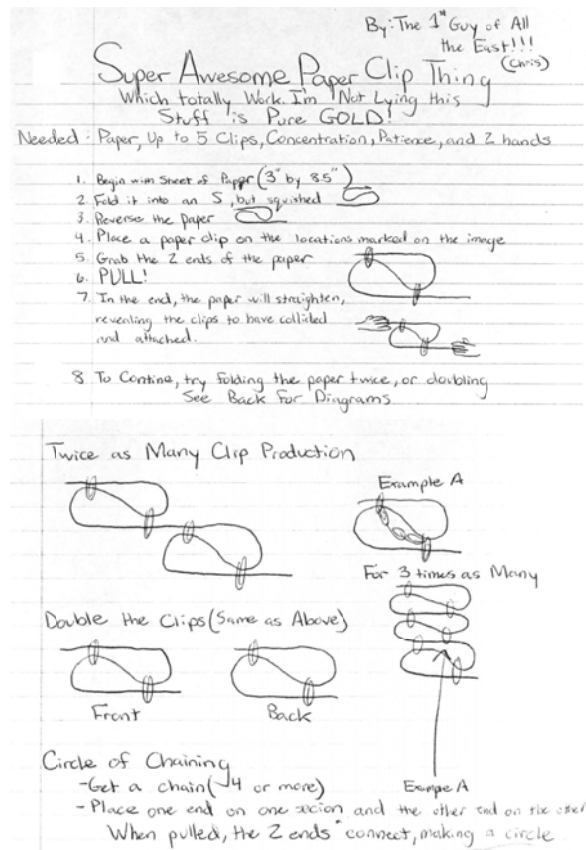 By: The 1st Guy of All
the East!!!
(Chris)
Super Awesome Paper Clip Thing
Which totally Work. I'm Not Lying this
Stuff is Pure GOLD!
Needed: Paper, Up to 5 Clips, Concentration, Patience, and 2 hands
1. Begin with Sheet of Paper (3" by 8.5")
2. Fold it into an S, but squished
3. Reverse the paper
4. Place a paper clip on the locations marked on the image
5. Grab the 2 ends of the paper
6. PULL!
7. In the end, the paper will straighten,
revealing the clips to have collided
and attached.
8. To Contine, try folding the paper twice, or doubling
See Back For Diagrams
Twice as Many Clip Production
Example A
For 3 times as Many
Double the Clips (Same as Above)
Front
Back
Circle of Chaining
-Get a chain (4 or more)
Exampe A
-Place one end on one secion and the other end on the other
When pulled, the 2 ends connect, making a circle